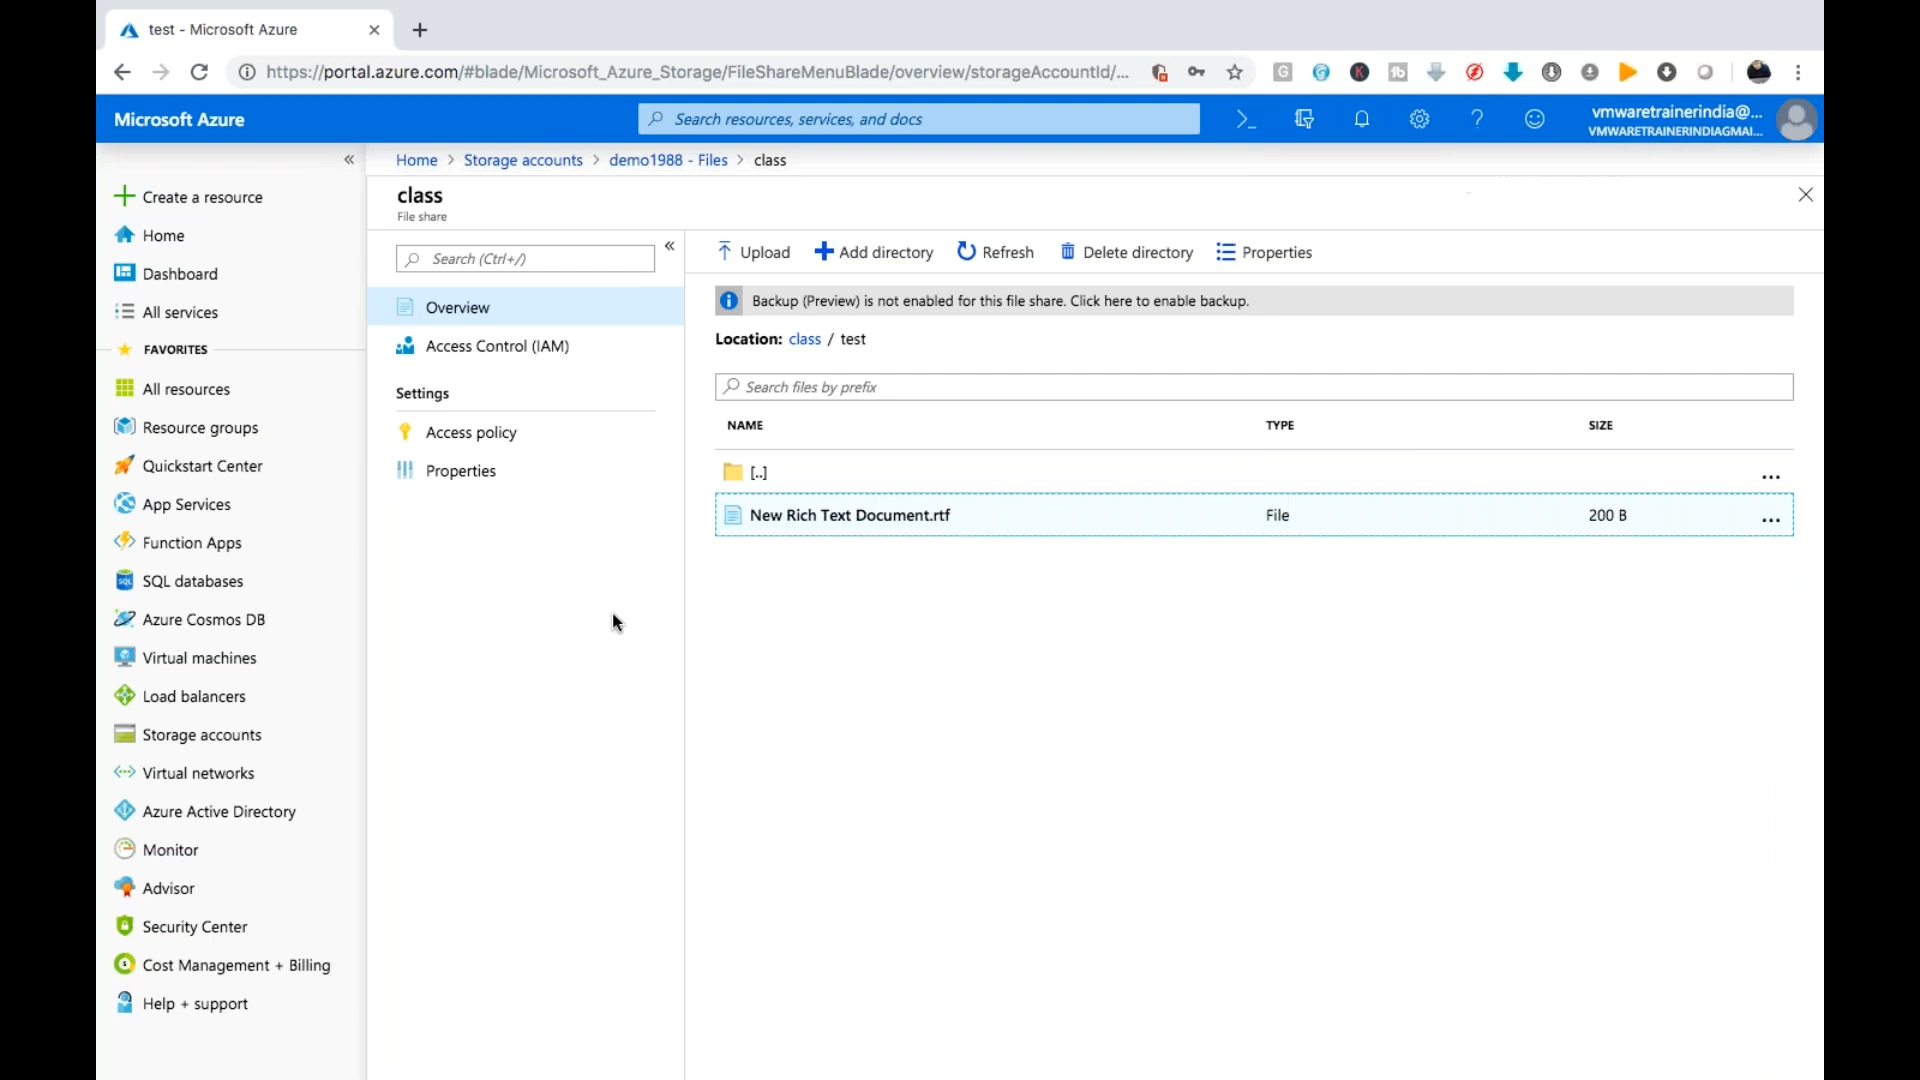 test - Microsoft Azure
https://portal.azure.com/#blade/Microsoft_Azure_Storage/FileShareMenuBlade/overview/storageAccountId/...
Microsoft Azure
Search resources, services, and docs
vmwaretrainerindia@...
VMWARETRAINERINDIAGMAI...
Home > Storage accounts > demo1988 - Files > class
class
File share
Create a resource
Home
Dashboard
All services
FAVORITES
All resources
Resource groups
Quickstart Center
App Services
Function Apps
SQL databases
Azure Cosmos DB
Virtual machines
Load balancers
Storage accounts
Virtual networks
Azure Active Directory
Monitor
Advisor
Security Center
Cost Management + Billing
Help + support
Search (Ctrl+/)
Overview
Access Control (IAM)
Settings
Access policy
Properties
Upload Add directory Refresh Delete directory Properties
Backup (Preview) is not enabled for this file share. Click here to enable backup.
Location: class / test
Search files by prefix
NAME TYPE SIZE
[..] ...
New Rich Text Document.rtf File 200 B ...